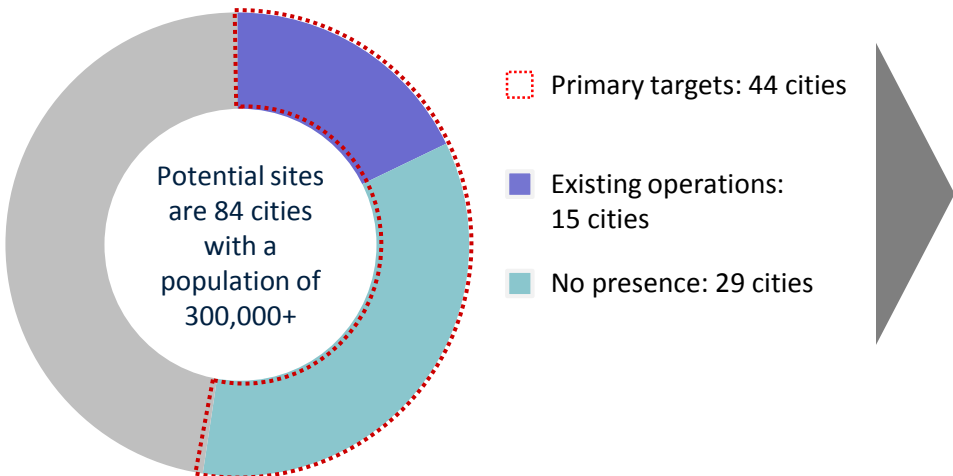 Potential sites
are 84 cities
with a
population of
300,000+
Primary targets: 44 cities
Existing operations:
15 cities
No presence: 29 cities